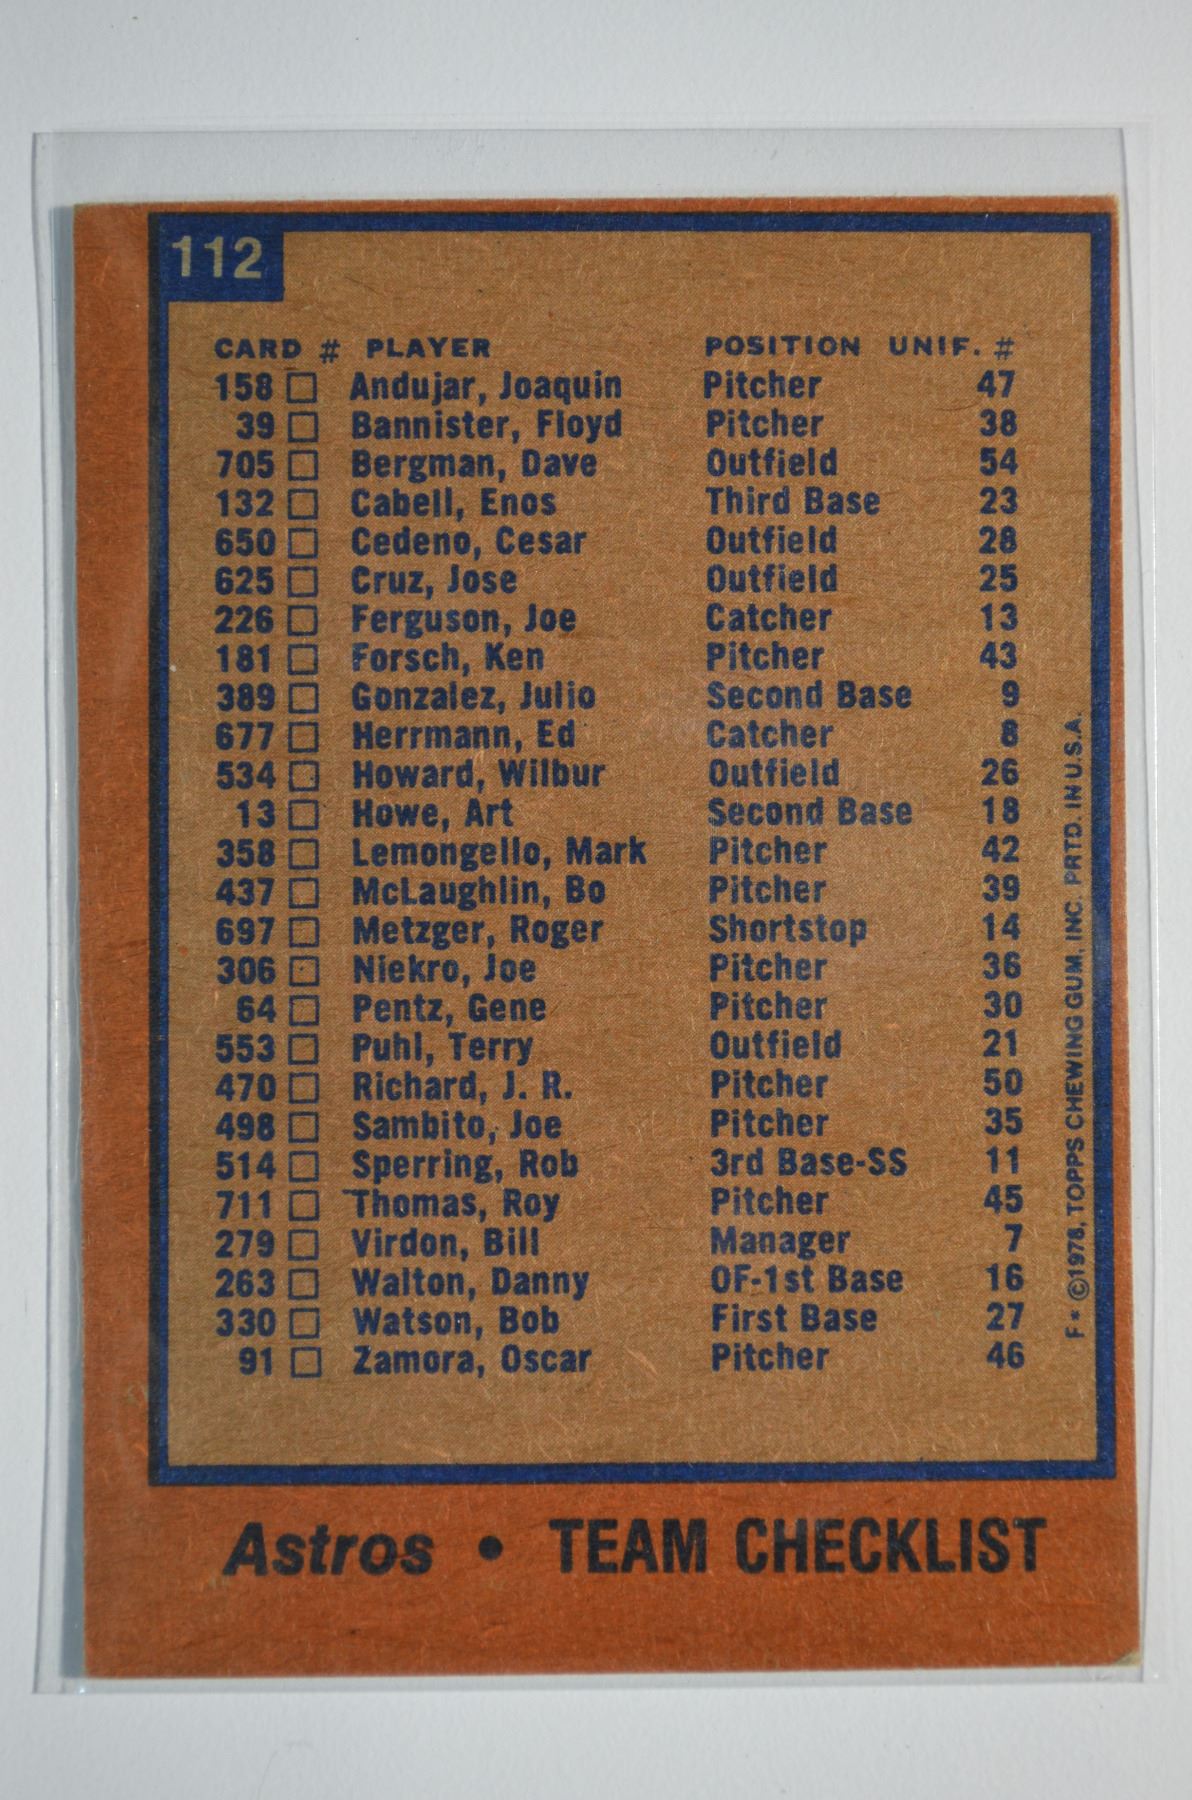 112
CARD # PLAYER POSITION UNIF. #
158 Andujar, Joaquin Pitcher 47
39 Bannister, Floyd Pitcher 38
705 Bergman, Dave Outfield 54
132 Cabell, Enos Third Base 23
650 Cedeno, Cesar Outfield 28
625 Cruz, Jose Outfield 25
226 Ferguson, Joe Catcher 13
181 Forsch, Ken Pitcher 43
389 Gonzalez, Julio Second Base 9
677 Herrmann, Ed Catcher 8
534 Howard, Wilbur Outfield 26
13 Howe, Art Second Base 18
358 Lemongello, Mark Pitcher 42
437 McLaughlin, Bo Pitcher 39
697 Metzger, Roger Shortstop 14
306 Niekro, Joe Pitcher 36
64 Pentz, Gene Pitcher 30
553 Puhl, Terry Outfield 21
470 Richard, J. R. Pitcher 50
498 Sambito, Joe Pitcher 35
514 Sperring, Rob 3rd Base-SS 11
711 Thomas, Roy Pitcher 45
279 Virdon, Bill Manager 7
263 Walton, Danny OF-1st Base 16
330 Watson, Bob First Base 27
91 Zamora, Oscar Pitcher 46
F* ©1978, TOPPS CHEWING GUM, INC. PRTD. IN U.S.A.
Astros • TEAM CHECKLIST